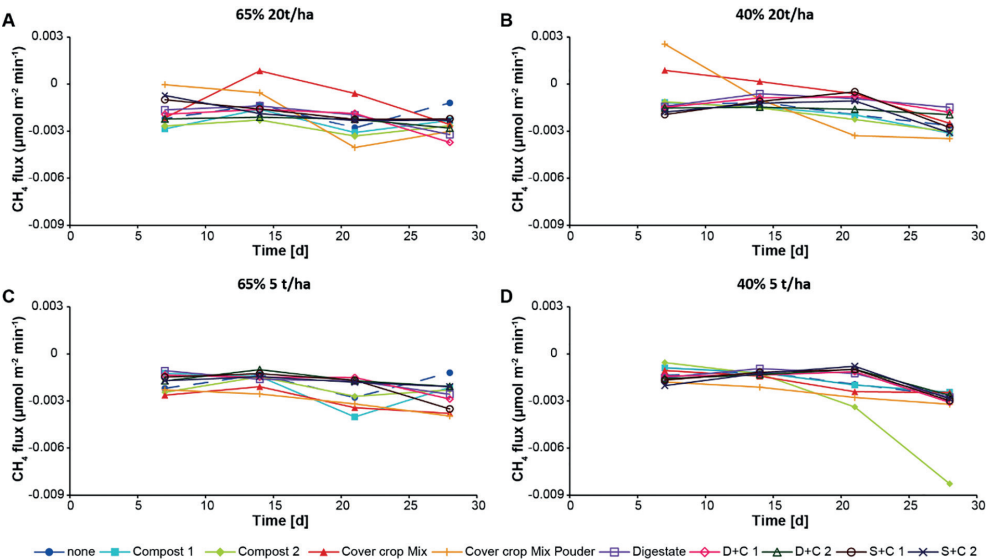 A
65% 20t/ha
CH₄ flux (µmol m⁻² min⁻¹)
0.003
0
-0.003
-0.006
-0.009
0 5 10 15 20 25 30
Time [d]
B
40% 20t/ha
CH₄ flux (µmol m⁻² min⁻¹)
0.003
0
-0.003
-0.006
-0.009
0 5 10 15 20 25 30
Time [d]
C
65% 5 t/ha
CH₄ flux (µmol m⁻² min⁻¹)
0.003
0
-0.003
-0.006
-0.009
0 5 10 15 20 25 30
Time [d]
D
40% 5 t/ha
CH₄ flux (µmol m⁻² min⁻¹)
0.003
0
-0.003
-0.006
-0.009
0 5 10 15 20 25 30
Time [d]
none Compost 1 Compost 2 Cover crop Mix Cover crop Mix Pouder Digestate D+C 1 D+C 2 S+C 1 S+C 2